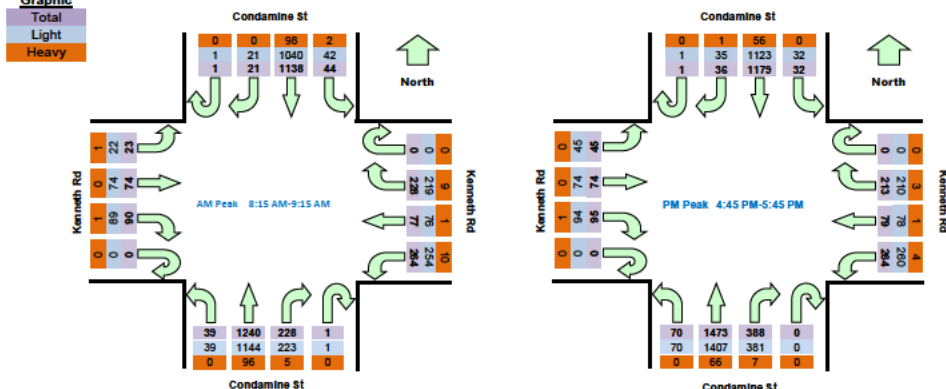 Graphic
Total
Light
Heavy
Condamine St
0 0 98 2
1 21 1040 42
1 21 1138 44
North
Kenneth Rd
1 22 23
0 74 74
1 89 90
0 0 0
AM Peak 8:15 AM-9:15 AM
0 0 0
228 219 9
77 76 1
264 254 10
Kenneth Rd
39 1240 228 1
39 1144 223 1
0 96 5 0
Condamine St
Condamine St
0 1 56 0
1 35 1123 32
1 36 1179 32
North
Kenneth Rd
0 45 45
0 74 74
1 94 95
0 0 0
PM Peak 4:45 PM-5:45 PM
0 0 0
213 210 3
79 78 1
264 260 4
Kenneth Rd
70 1473 388 0
70 1407 381 0
0 66 7 0
Condamine St